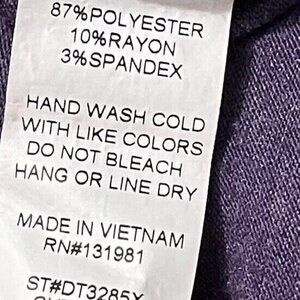 87%POLYESTER
10%RAYON
3%SPANDEX
HAND WASH COLD
WITH LIKE COLORS
DO NOT BLEACH
HANG OR LINE DRY
MADE IN VIETNAM
RN#131981
ST#DT3285X